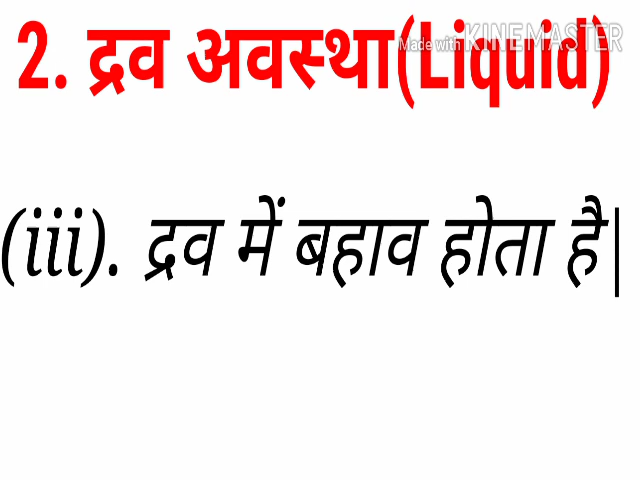 2. द्रव अवस्था(Liquid)
Made with KINEMASTER
(iii). द्रव में बहाव होता है|